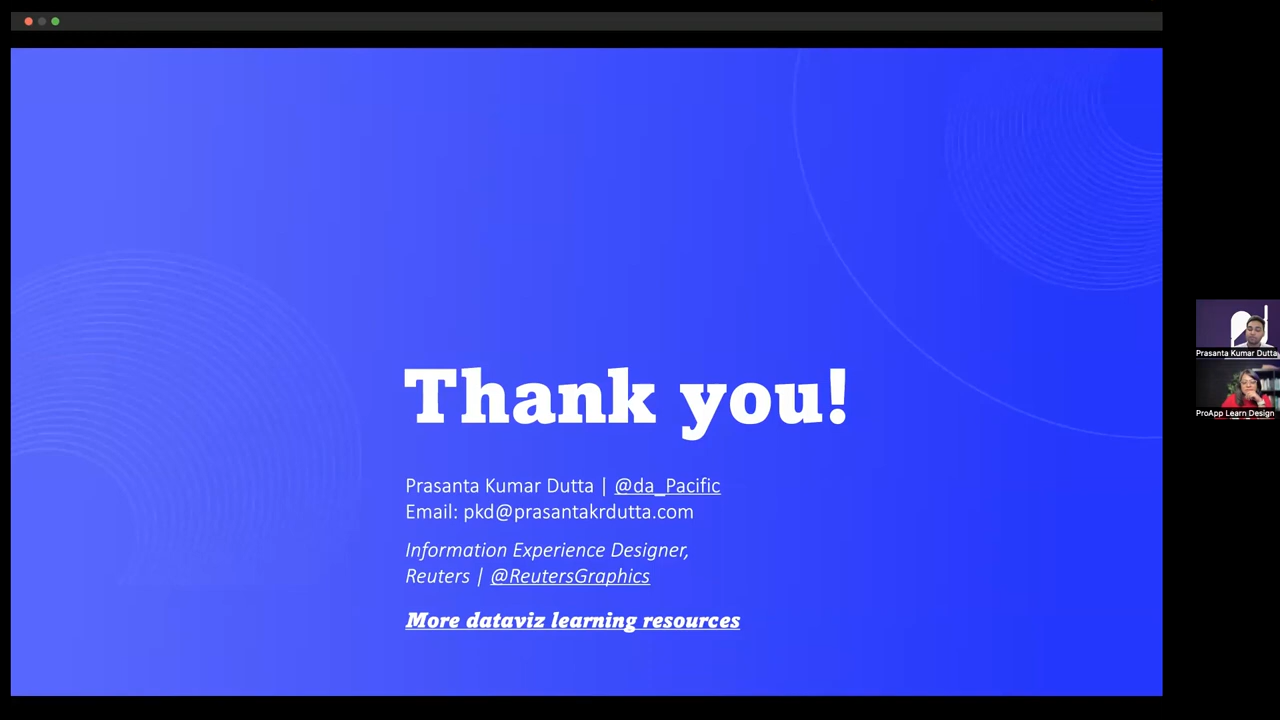 Thank you!
Prasanta Kumar Dutta | @da_Pacific
Email: pkd@prasantakrdutta.com
Information Experience Designer,
Reuters | @ReutersGraphics
More dataviz learning resources
Prasanta Kumar Dutta
ProApp Learn Design